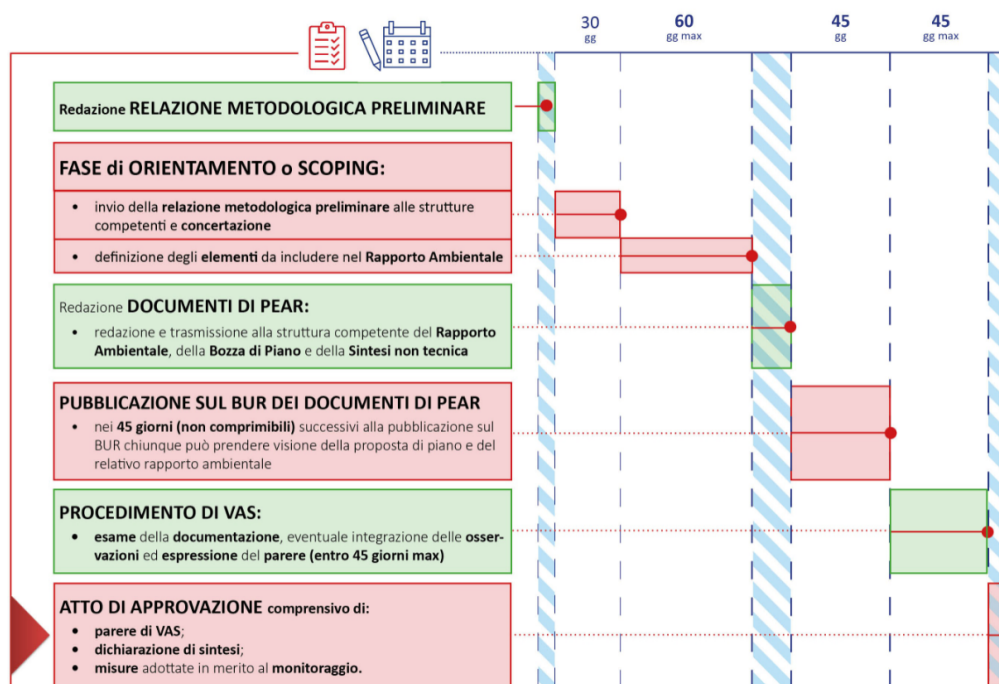 30 60 45 45
gg gg max gg gg max
Redazione RELAZIONE METODOLOGICA PRELIMINARE
FASE di ORIENTAMENTO o SCOPING:
• invio della relazione metodologica preliminare alle strutture
competenti e concertazione
• definizione degli elementi da includere nel Rapporto Ambientale
Redazione DOCUMENTI DI PEAR:
• redazione e trasmissione alla struttura competente del Rapporto
Ambientale, della Bozza di Piano e della Sintesi non tecnica
PUBBLICAZIONE SUL BUR DEI DOCUMENTI DI PEAR
• nei 45 giorni (non comprimibili) successivi alla pubblicazione sul
BUR chiunque può prendere visione della proposta di piano e del
relativo rapporto ambientale
PROCEDIMENTO DI VAS:
• esame della documentazione, eventuale integrazione delle osser-
vazioni ed espressione del parere (entro 45 giorni max)
ATTO DI APPROVAZIONE comprensivo di:
• parere di VAS;
• dichiarazione di sintesi;
• misure adottate in merito al monitoraggio.